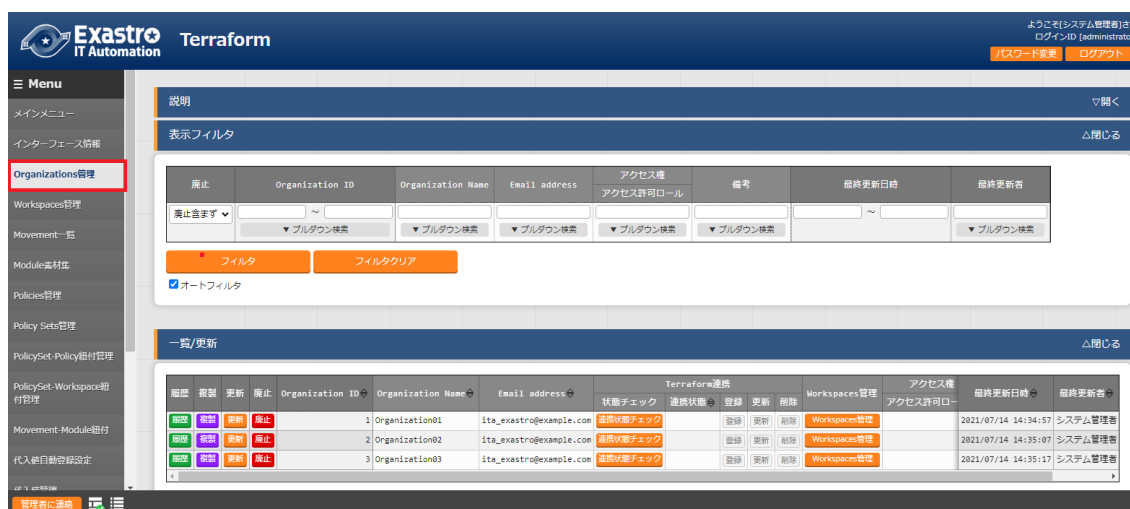 Exastro
IT Automation
Terraform
ようこそ[システム管理者]さ
ログインID [administrato
パスワード変更 ログアウト
☰ Menu
メインメニュー
インターフェース情報
Organizations管理
Workspaces管理
Movement一覧
Module素材集
Policies管理
Policy Sets管理
PolicySet-Policy紐付管理
PolicySet-Workspace紐
付管理
Movement-Module紐付
代入値自動登録設定
代入値管理
管理者に連絡
説明 ▽開く
表示フィルタ △閉じる
廃止 Organization ID Organization Name Email address アクセス権 備考 最終更新日時 最終更新者
アクセス許可ロール
廃止含まず ～ ～
▼ プルダウン検索 ▼ プルダウン検索 ▼ プルダウン検索 ▼ プルダウン検索 ▼ プルダウン検索 ▼ プルダウン検索
フィルタ フィルタクリア
オートフィルタ
一覧/更新 △閉じる
履歴 複製 更新 廃止 Organization ID Organization Name Email address Terraform連携 Workspaces管理 アクセス権 最終更新日時 最終更新者
状態チェック 連携状態 登録 更新 削除 アクセス許可ロー
履歴 複製 更新 廃止 1 Organization01 ita_exastro@example.com 連携状態チェック 登録 更新 削除 Workspaces管理 2021/07/14 14:34:57 システム管理者
履歴 複製 更新 廃止 2 Organization02 ita_exastro@example.com 連携状態チェック 登録 更新 削除 Workspaces管理 2021/07/14 14:35:07 システム管理者
履歴 複製 更新 廃止 3 Organization03 ita_exastro@example.com 連携状態チェック 登録 更新 削除 Workspaces管理 2021/07/14 14:35:17 システム管理者